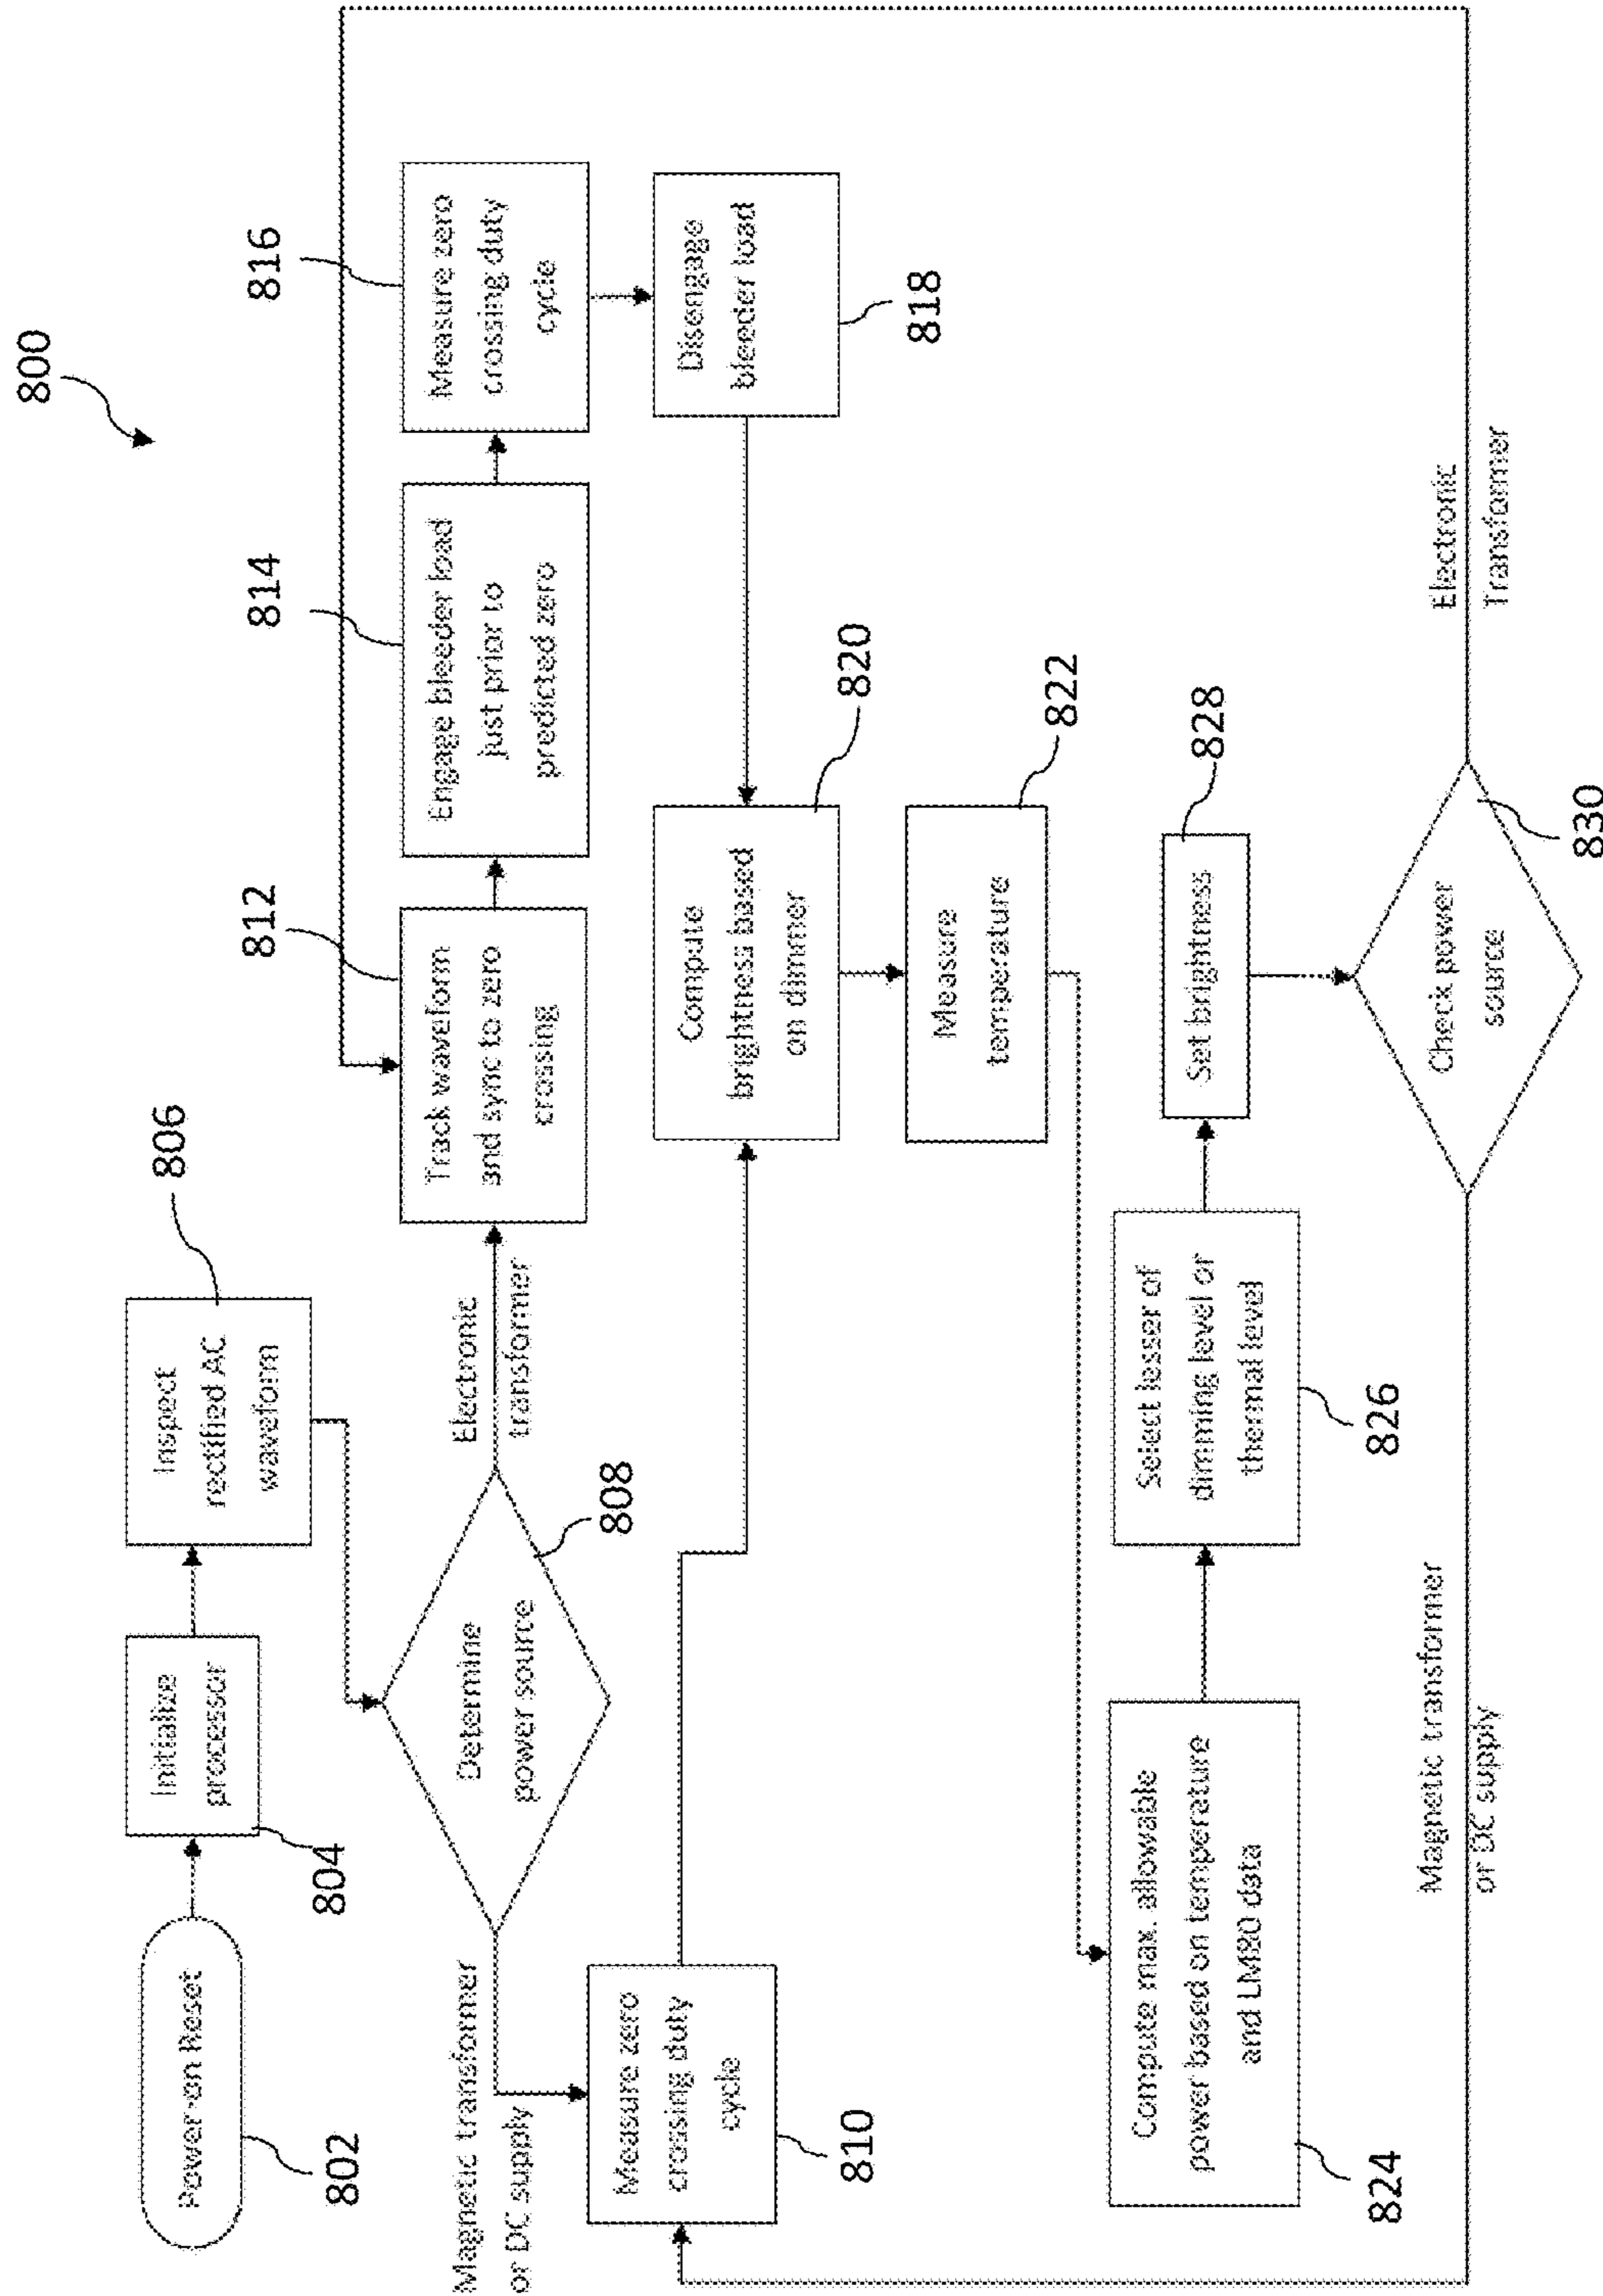 800
Power-on Reset
802
Initialize
processor
804
Inspect
rectified AC
waveform
806
Determine
power source
808
Magnetic transformer
or DC supply
Electronic
transformer
Measure zero
crossing duty
cycle
810
Track waveform
and sync to zero
crossing
812
Engage bleeder load
just prior to
predicted zero
814
Measure zero
crossing duty
cycle
816
Disengage
bleeder load
818
Compute
brightness based
on dimmer
820
Measure
temperature
822
Compute max. allowable
power based on temperature
and LM80 data
824
Select lesser of
dimming level or
thermal level
826
Set brightness
828
Check power
source
830
Magnetic transformer
or DC supply
Electronic
Transformer